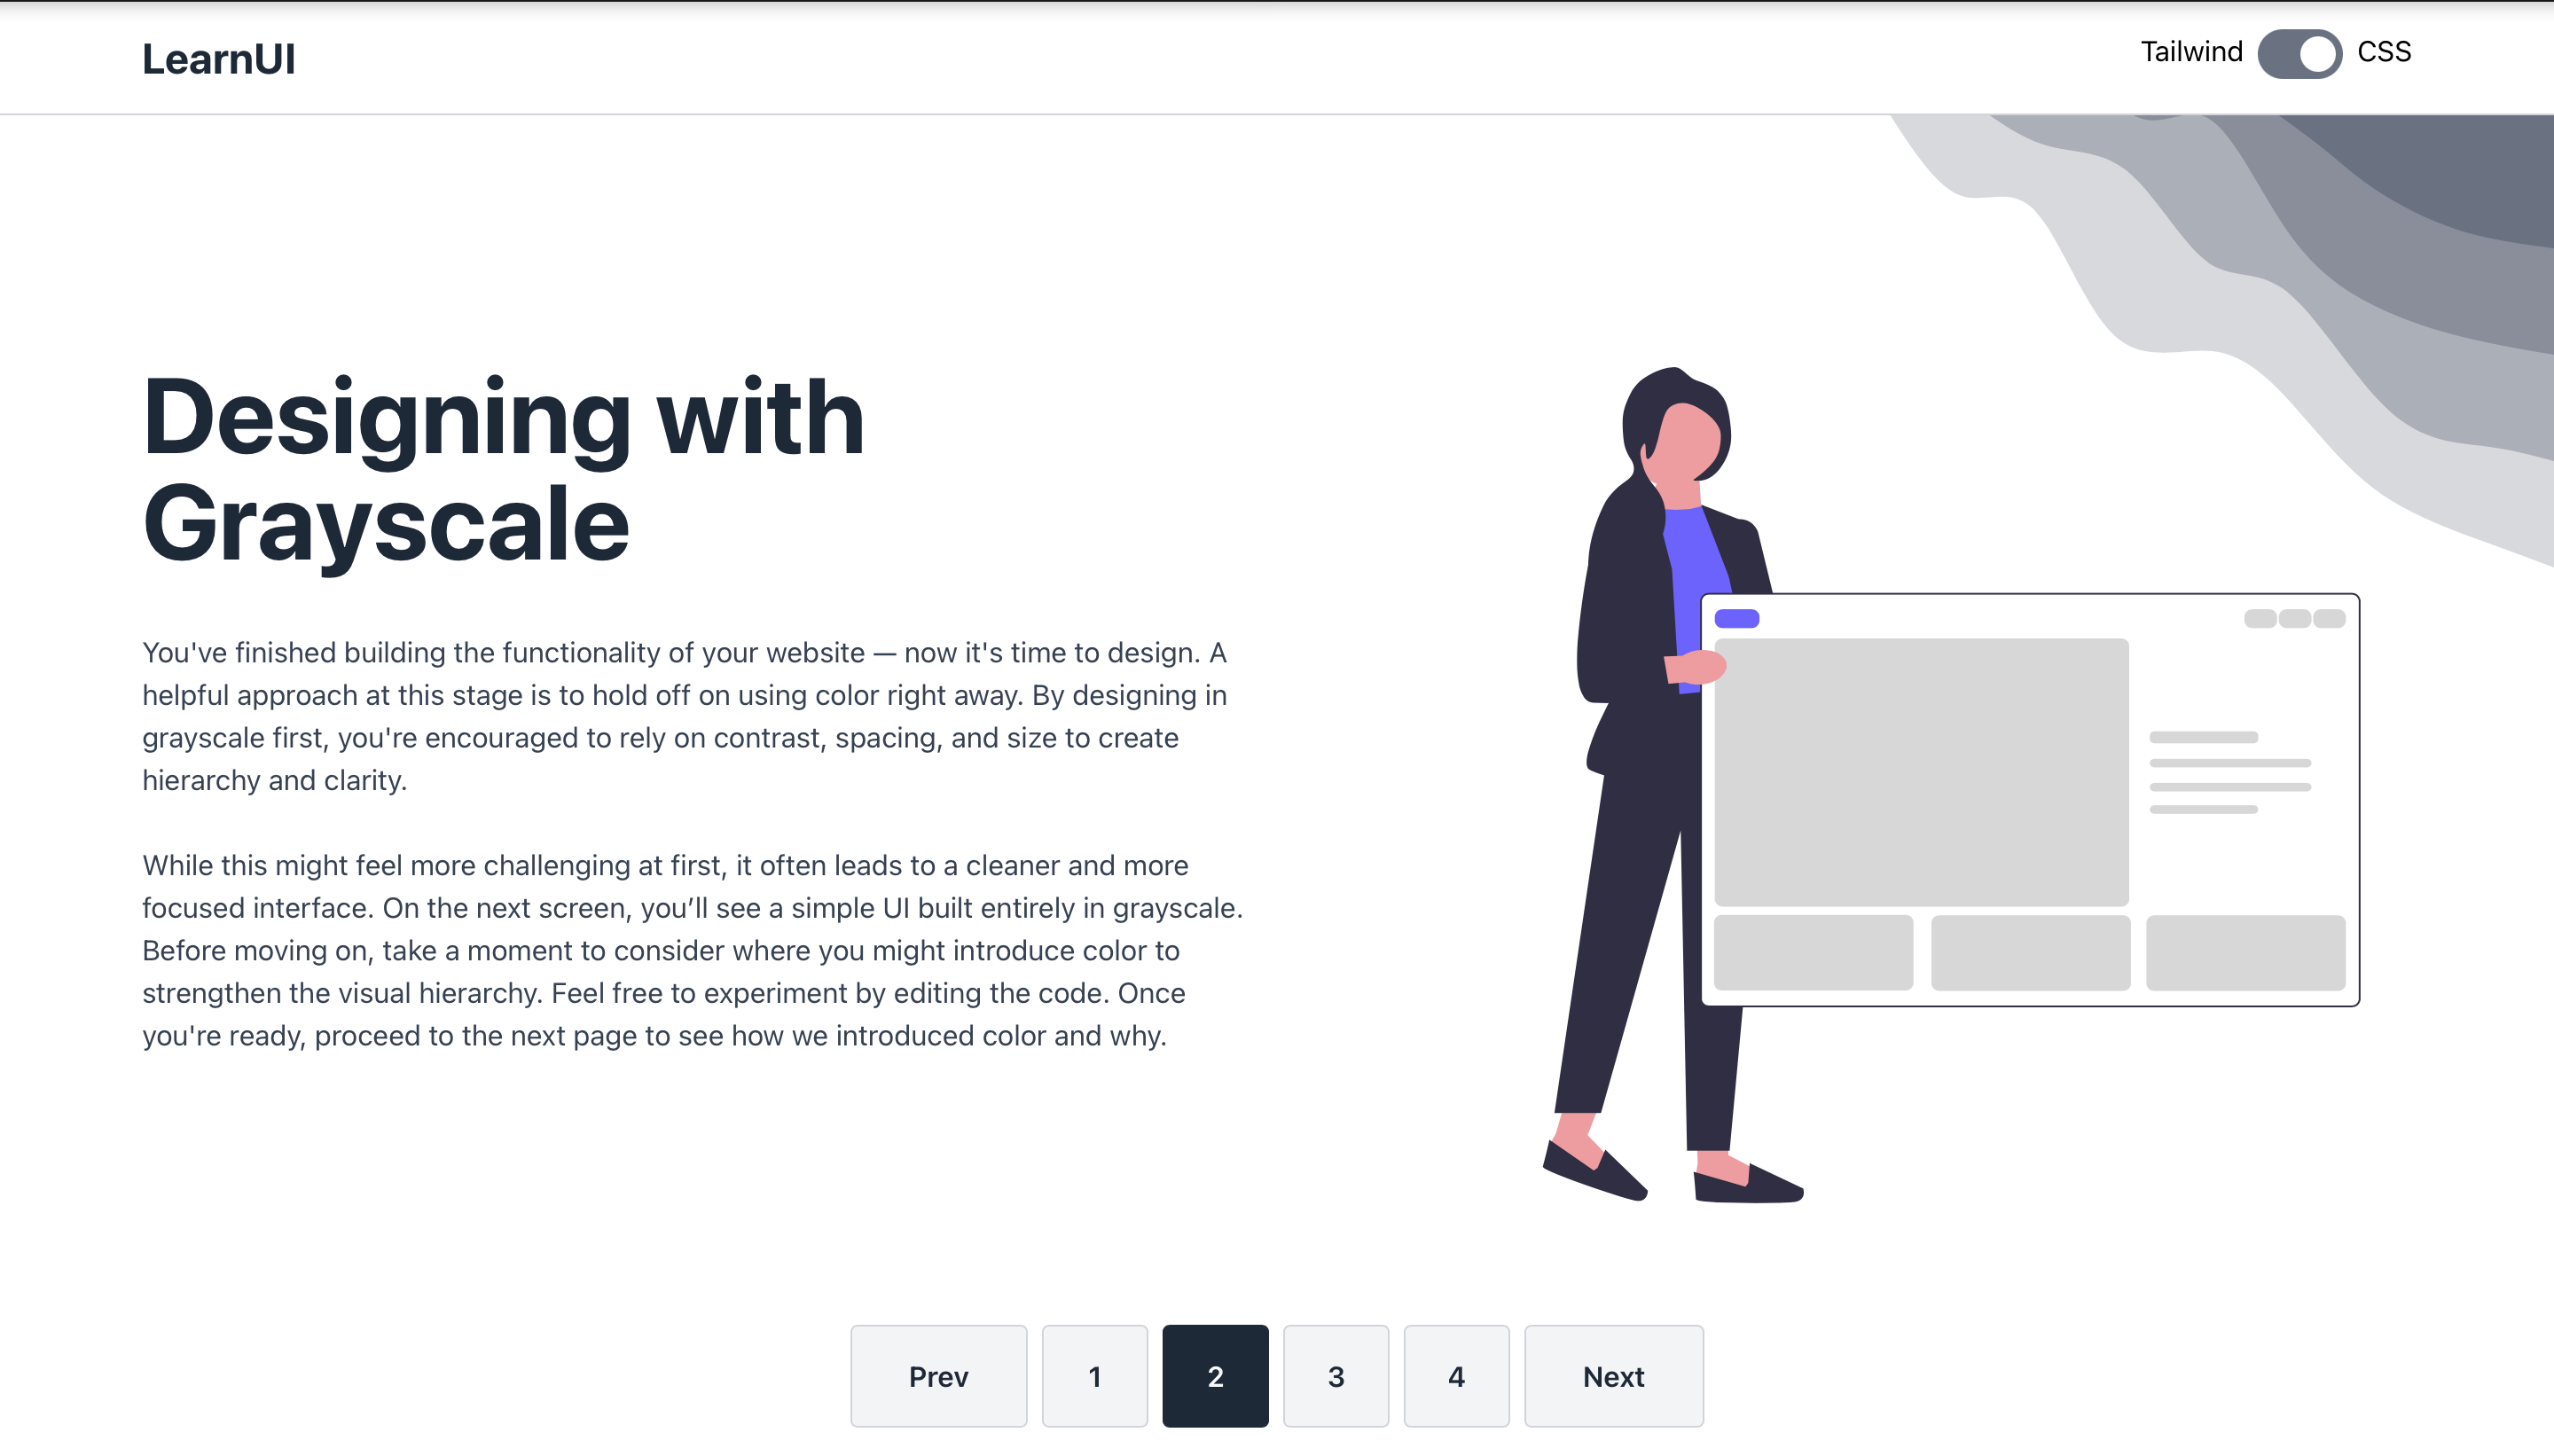 LearnUI
Tailwind CSS
Designing with
Grayscale
You've finished building the functionality of your website — now it's time to design. A
helpful approach at this stage is to hold off on using color right away. By designing in
grayscale first, you're encouraged to rely on contrast, spacing, and size to create
hierarchy and clarity.
While this might feel more challenging at first, it often leads to a cleaner and more
focused interface. On the next screen, you’ll see a simple UI built entirely in grayscale.
Before moving on, take a moment to consider where you might introduce color to
strengthen the visual hierarchy. Feel free to experiment by editing the code. Once
you're ready, proceed to the next page to see how we introduced color and why.
Prev 1 2 3 4 Next